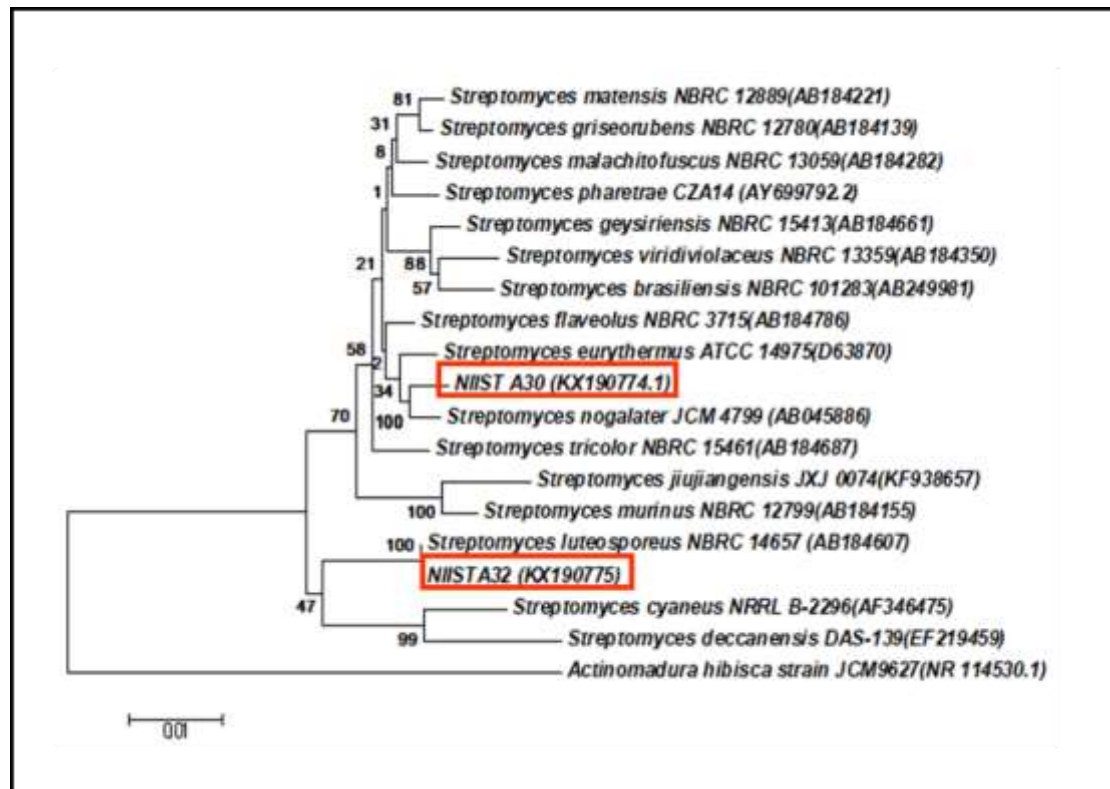 81
Streptomyces matensis NBRC 12889(AB184221)
31
Streptomyces griseorubens NBRC 12780(AB184139)
8
Streptomyces malachitofuscus NBRC 13059(AB184282)
1
Streptomyces pharetrae CZA14 (AY699792.2)
Streptomyces geysiriensis NBRC 15413(AB184661)
21
88
Streptomyces viridiviolaceus NBRC 13359(AB184350)
57
Streptomyces brasiliensis NBRC 101283(AB249981)
Streptomyces flaveolus NBRC 3715(AB184786)
58
2
Streptomyces eurythermus ATCC 14975(D63870)
34
NIIST A30 (KX190774.1)
70
100
Streptomyces nogalater JCM 4799 (AB045886)
Streptomyces tricolor NBRC 15461(AB184687)
Streptomyces jiujiangensis JXJ 0074(KF938657)
100
Streptomyces murinus NBRC 12799(AB184155)
100
Streptomyces luteosporeus NBRC 14657 (AB184607)
NIISTA32 (KX190775)
47
Streptomyces cyaneus NRRL B-2296(AF346475)
99
Streptomyces deccanensis DAS-139(EF219459)
Actinomadura hibisca strain JCM9627(NR 114530.1)
001